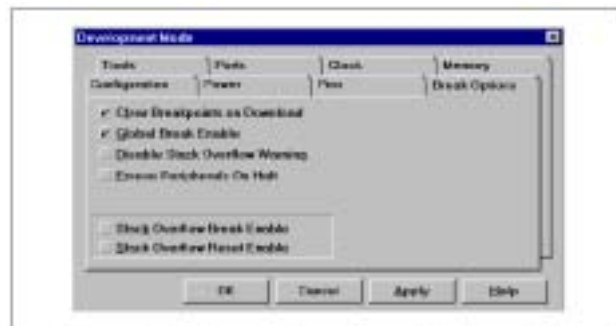 Development Mode
Tools Ports Clock Memory
Configuration Power Pins Break Options
Clear Breakpoints on Download
Global Break Enable
Disable Stack Overflow Warning
Freeze Peripherals On Halt
Stack Overflow Break Enable
Stack Overflow Reset Enable
OK Cancel Apply Help